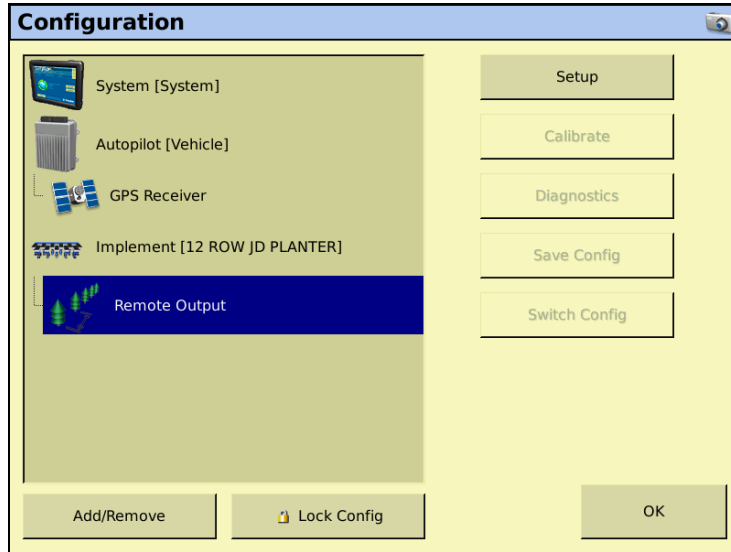 Configuration
System [System]
Autopilot [Vehicle]
GPS Receiver
Implement [12 ROW JD PLANTER]
Remote Output
Setup
Calibrate
Diagnostics
Save Config
Switch Config
Add/Remove
Lock Config
OK